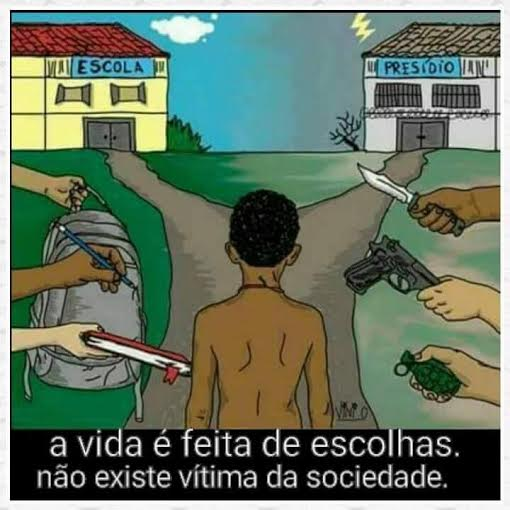 ESCOLA
PRESÍDIO
a vida é feita de escolhas.
não existe vítima da sociedade.